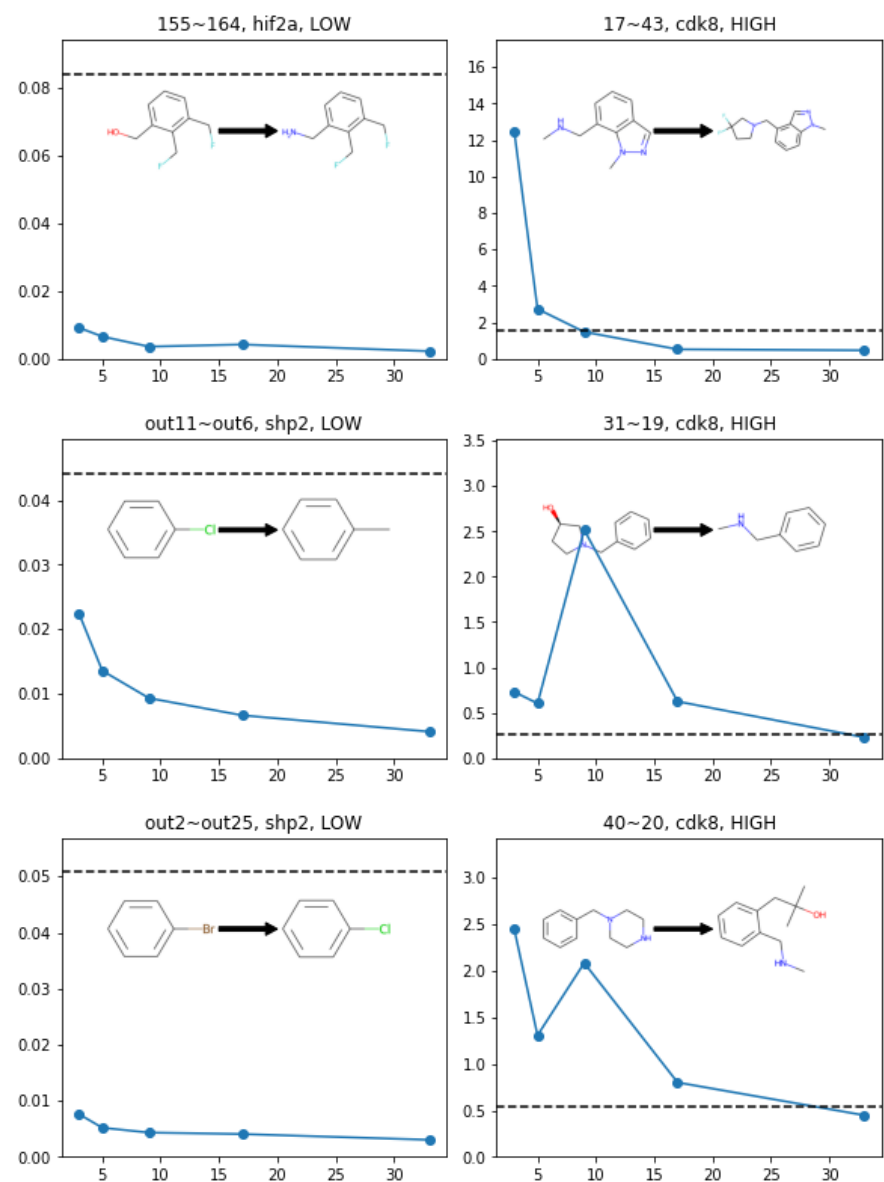 155~164, hif2a, LOW
0.08
0.06
0.04
0.02
0.00
HO
F
F
H₂N
F
F
5 10 15 20 25 30
17~43, cdk8, HIGH
16
14
12
10
8
6
4
2
0
H
N
N
N
F
F
N
N
N
5 10 15 20 25 30
out11~out6, shp2, LOW
0.04
0.03
0.02
0.01
0.00
Cl
5 10 15 20 25 30
31~19, cdk8, HIGH
3.5
3.0
2.5
2.0
1.5
1.0
0.5
0.0
HO
N
H
N
5 10 15 20 25 30
out2~out25, shp2, LOW
0.05
0.04
0.03
0.02
0.01
0.00
Br
Cl
5 10 15 20 25 30
40~20, cdk8, HIGH
3.0
2.5
2.0
1.5
1.0
0.5
0.0
N
NH
OH
HN
5 10 15 20 25 30